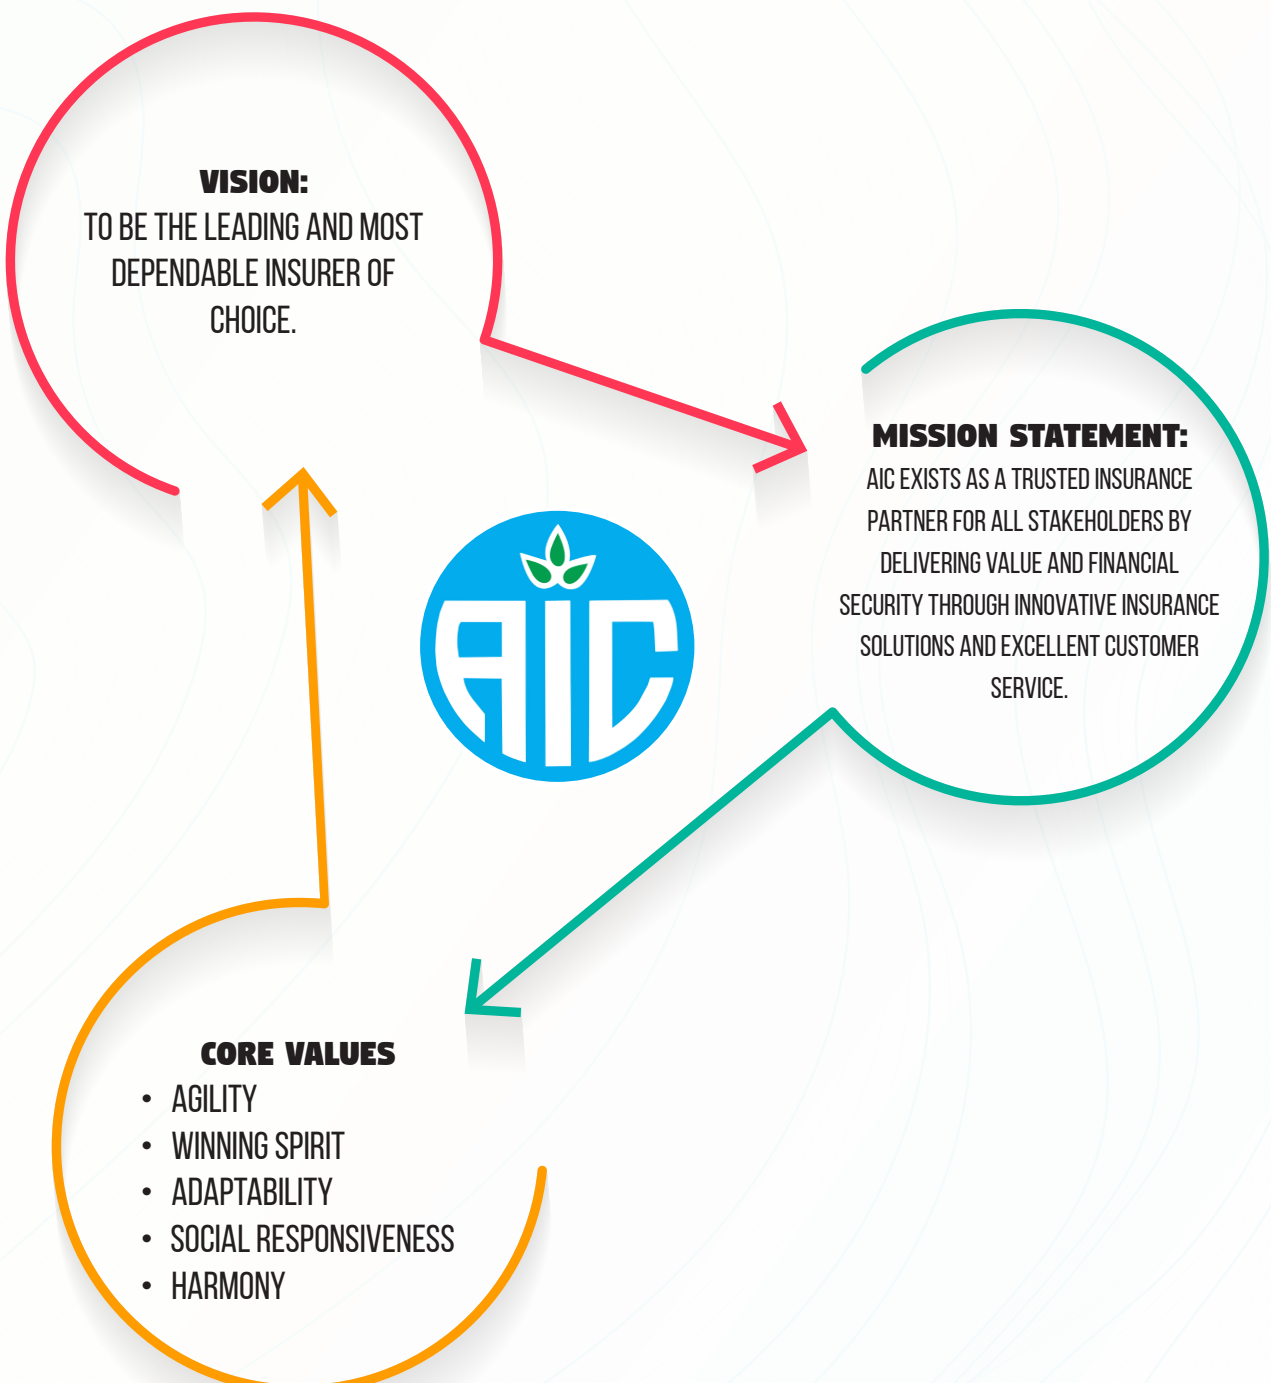 VISION:
TO BE THE LEADING AND MOST
DEPENDABLE INSURER OF
CHOICE.
MISSION STATEMENT:
AIC EXISTS AS A TRUSTED INSURANCE
PARTNER FOR ALL STAKEHOLDERS BY
DELIVERING VALUE AND FINANCIAL
SECURITY THROUGH INNOVATIVE INSURANCE
SOLUTIONS AND EXCELLENT CUSTOMER
SERVICE.
AIC
CORE VALUES
• AGILITY
• WINNING SPIRIT
• ADAPTABILITY
• SOCIAL RESPONSIVENESS
• HARMONY